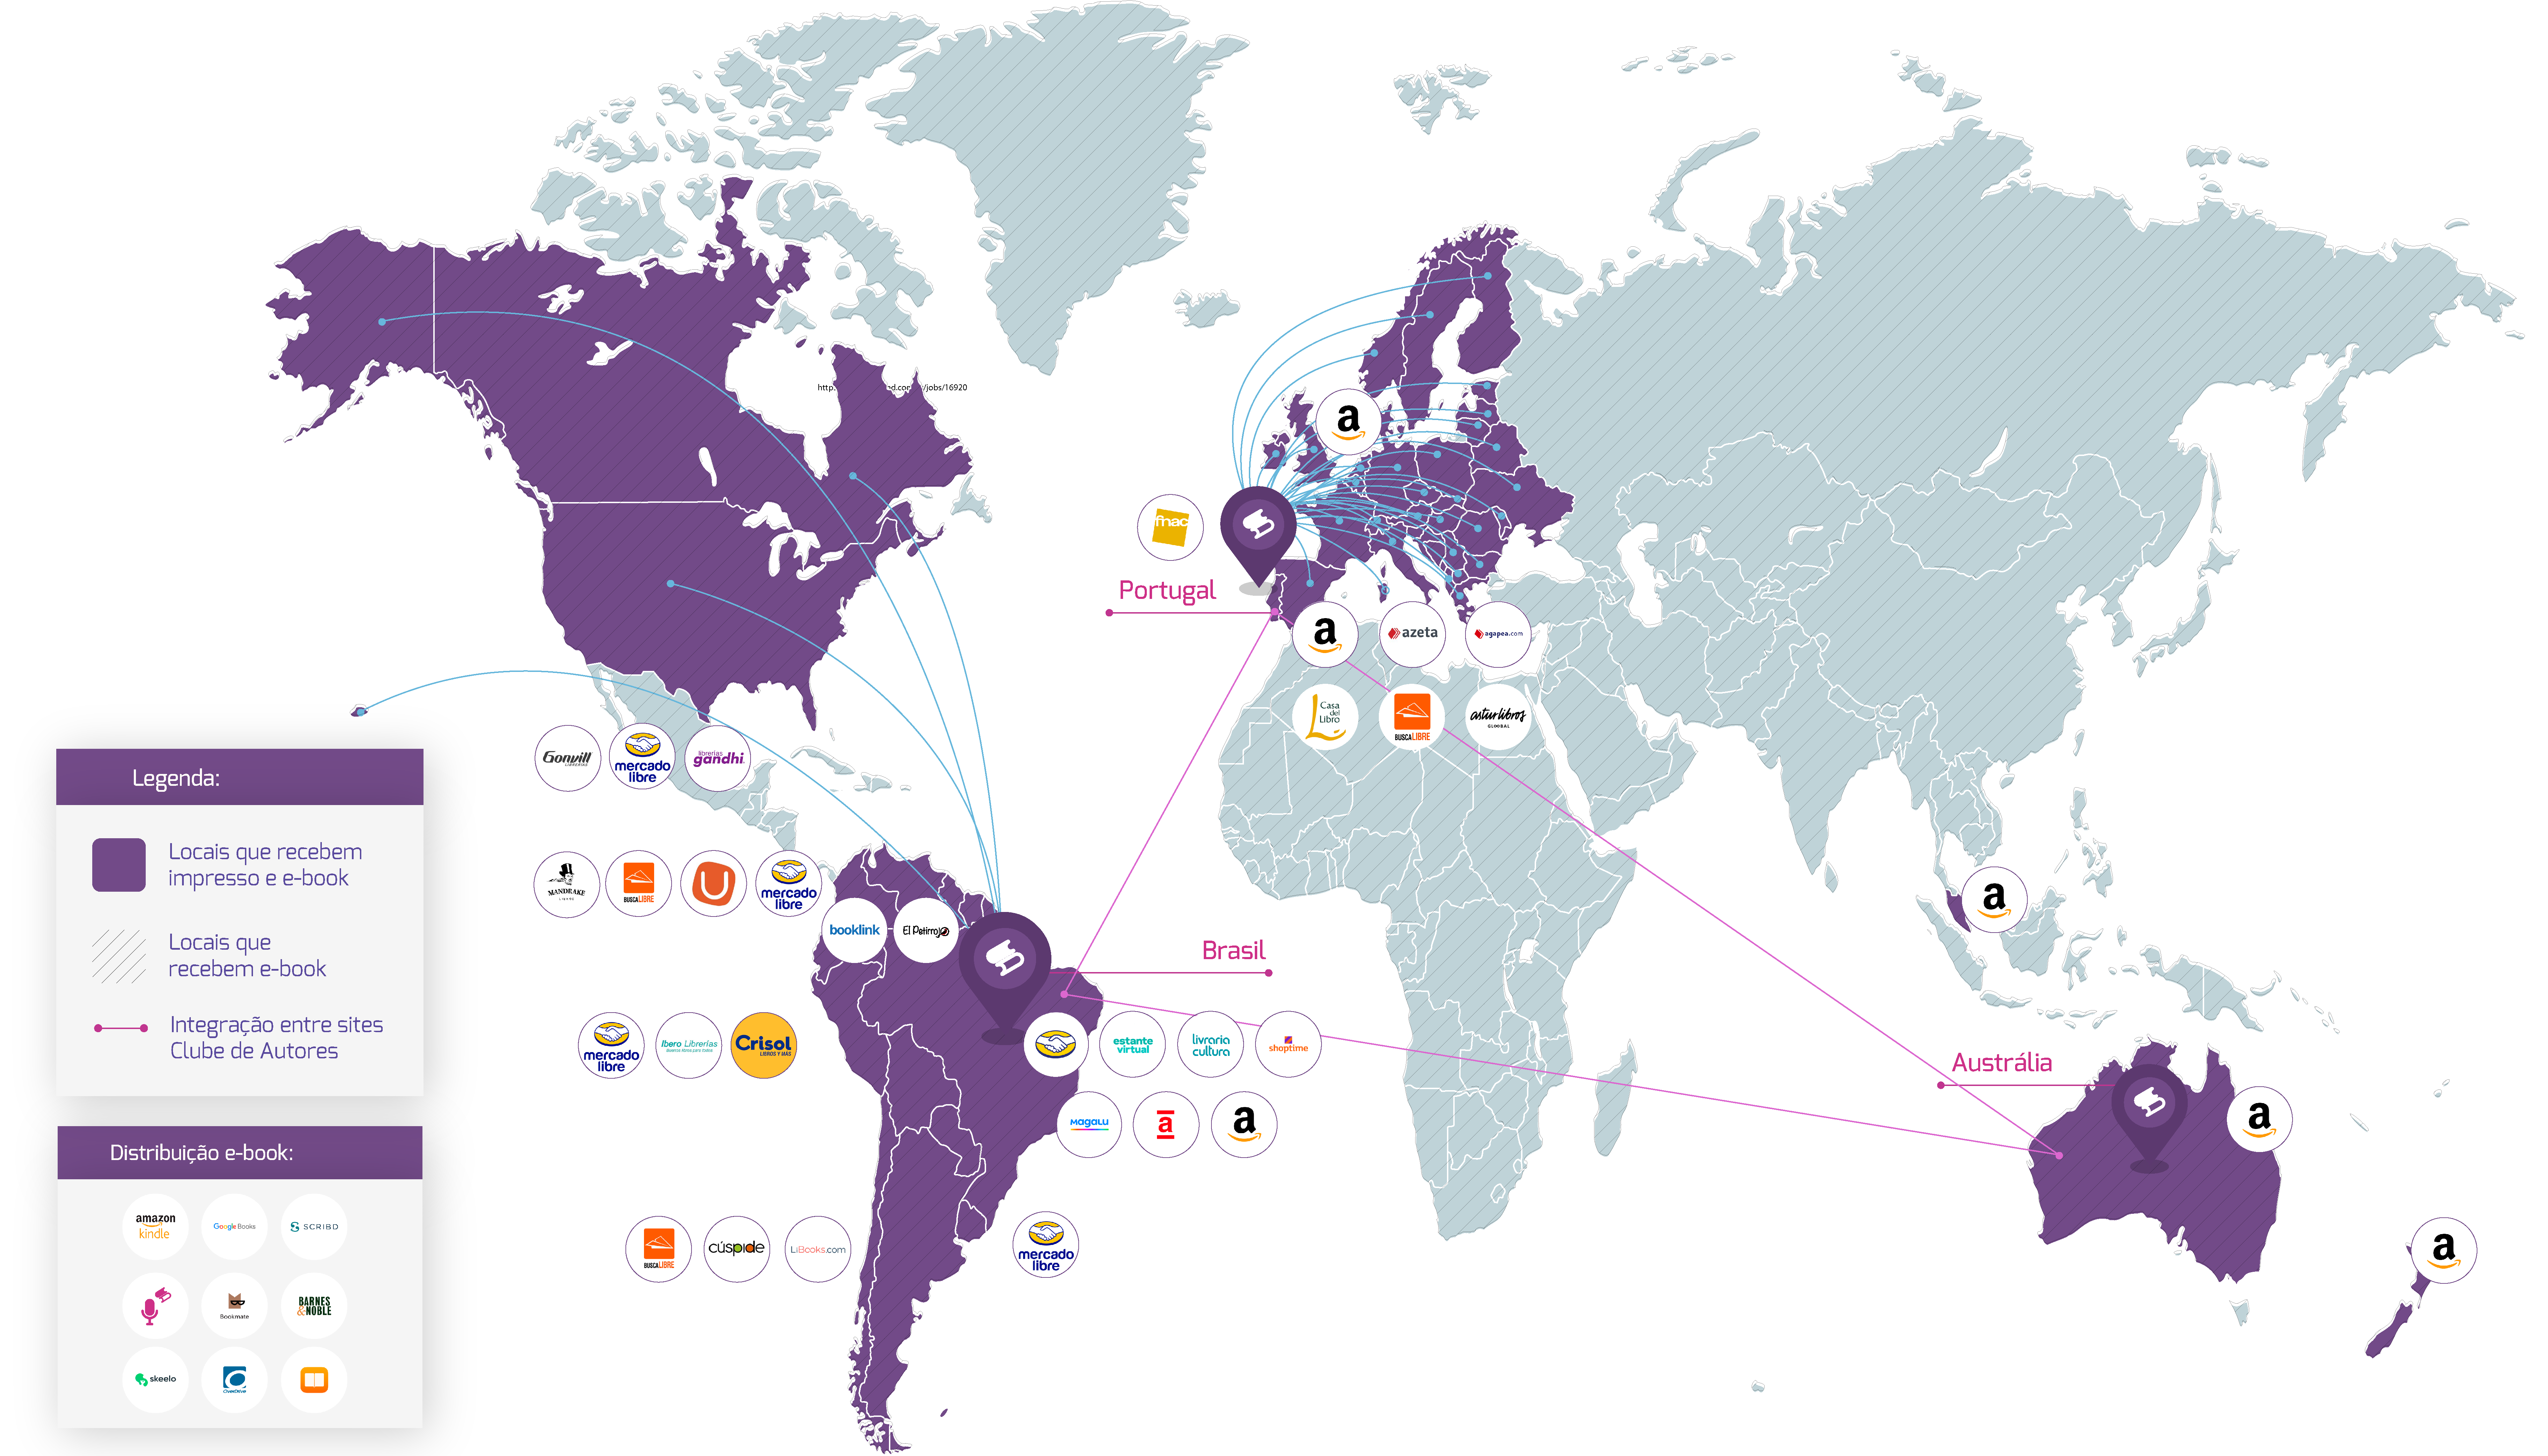 http:
nd.com
/jobs/16920
a
fnac
Portugal
a
azeta
agapea.com
Casa
del
Libro
BUSCALIBRE
asturlibros
GLOBAL
Gonvill
LIBRERIAS
mercado
libre
librerías
gandhi
Legenda:
Locais que recebem
impresso e e-book
Locais que
recebem e-book
Integração entre sites
Clube de Autores
MANDRAKE
LIBROS
BUSCALIBRE
U
mercado
libre
booklink
El Petirrojo
a
Brasil
mercado
libre
Ibero Librerías
Crisol
LIBROS Y MÁS
estante
virtual
livraria
cultura
shoptime
Austrália
magalu
a
a
a
Distribuição e-book:
amazon
kindle
Google Books
SCRIBD
Bookmate
BARNES
&NOBLE
skeelo
OverDrive
BUSCALIBRE
cúspide
LiBooks.com
mercado
libre
a